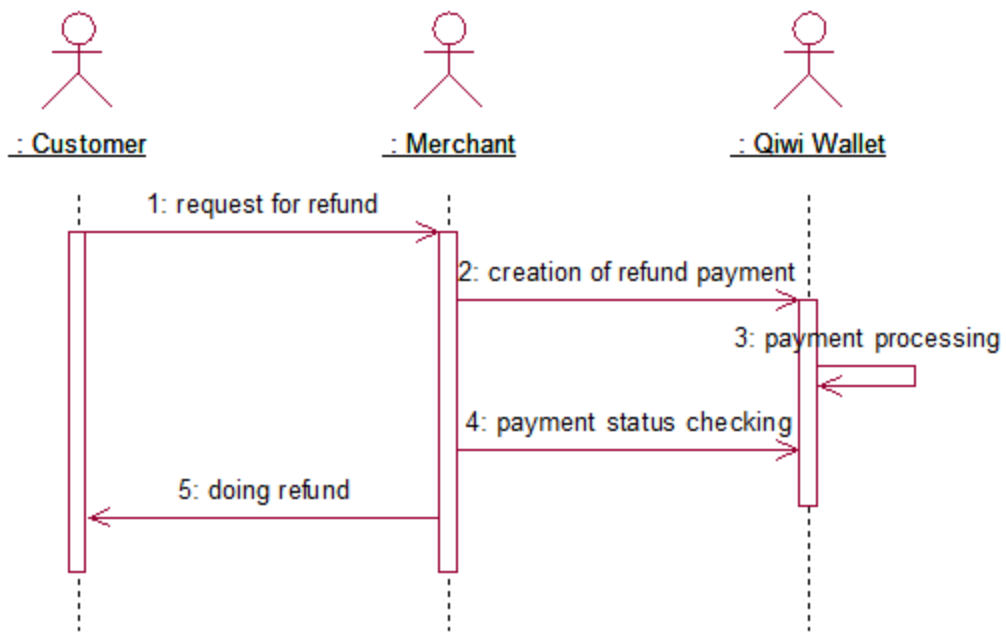 : Customer
: Merchant
: Qiwi Wallet
1: request for refund
2: creation of refund payment
3: payment processing
4: payment status checking
5: doing refund